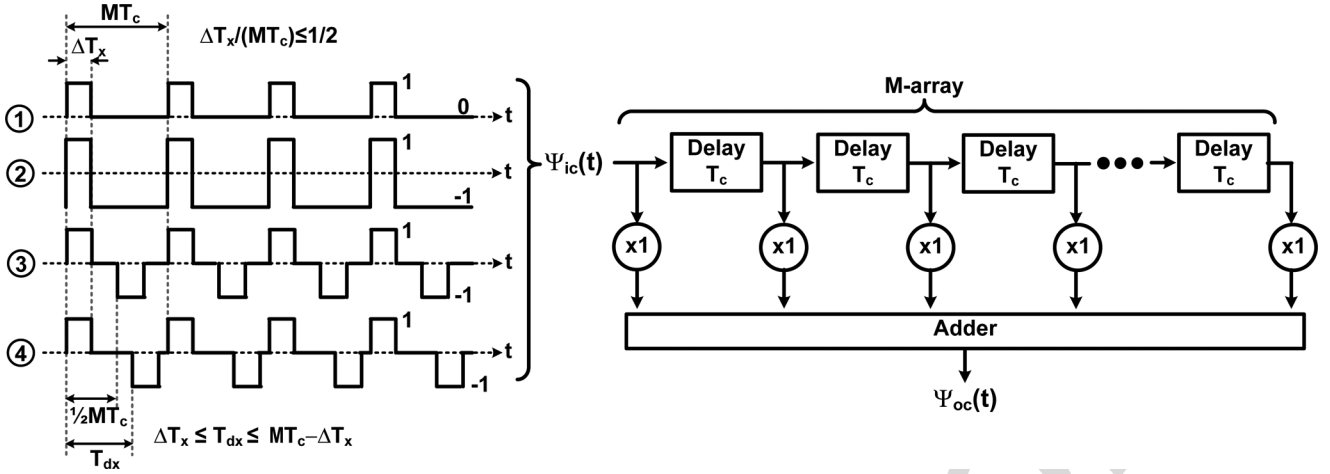 MTc
ΔTx/(MTc)≤1/2
ΔTx
① 1 0 t
② 1 -1 t
③ 1 -1 t
④ 1 -1 t
½MTc
ΔTx ≤ Tdx ≤ MTc–ΔTx
Tdx
Ψic(t)
M-array
Delay Tc
Delay Tc
Delay Tc
Delay Tc
x1 x1 x1 x1 x1
Adder
Ψoc(t)